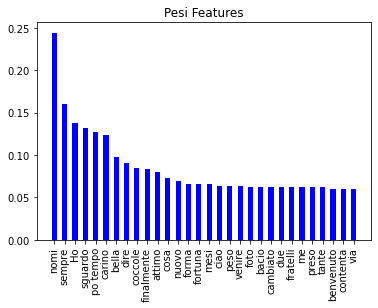 Pesi Features
0.25
0.20
0.15
0.10
0.05
0.00
nomi
sempre
Ho
sguardo
po tempo
carino
bella
dire
coccole
finalmente
attimo
cosa
nuovo
forma
fortuna
mesi
ciao
peso
venire
foto
bacio
cambiato
due
fratelli
me
preso
tante
benvenuto
contenta
via